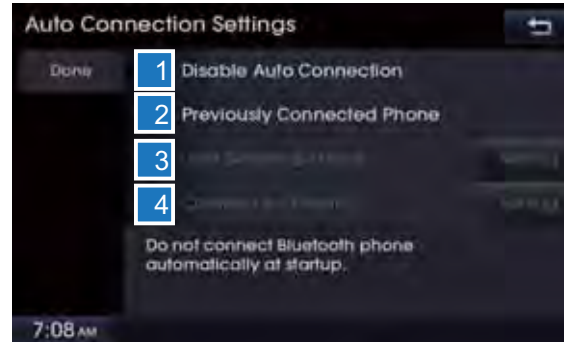 Auto Connection Settings
Done
1 Disable Auto Connection
2 Previously Connected Phone
3
4
Do not connect Bluetooth phone
automatically at startup.
7:08 AM